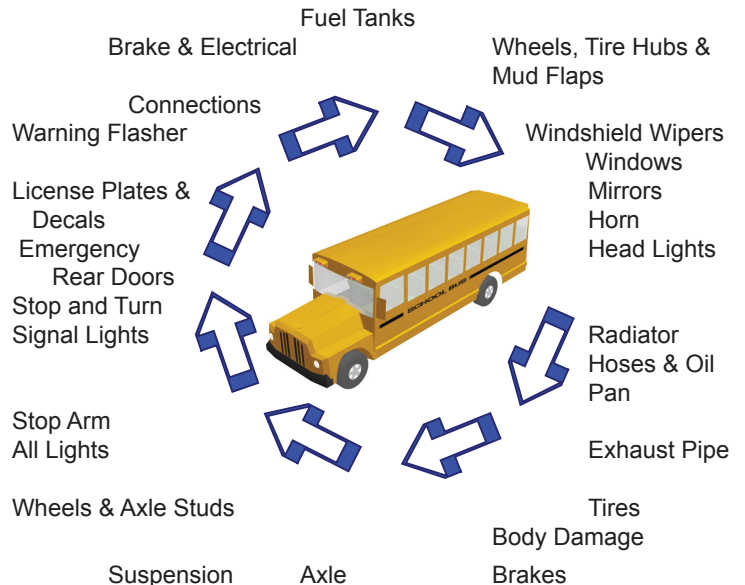 Fuel Tanks
Brake & Electrical
Wheels, Tire Hubs &
Mud Flaps
Connections
Warning Flasher
Windshield Wipers
Windows
License Plates &
Mirrors
Decals
Horn
Emergency
Head Lights
Rear Doors
Stop and Turn
Signal Lights
SCHOOL BUS
Radiator
Hoses & Oil
Pan
Stop Arm
All Lights
Exhaust Pipe
Wheels & Axle Studs
Tires
Body Damage
Suspension
Axle
Brakes